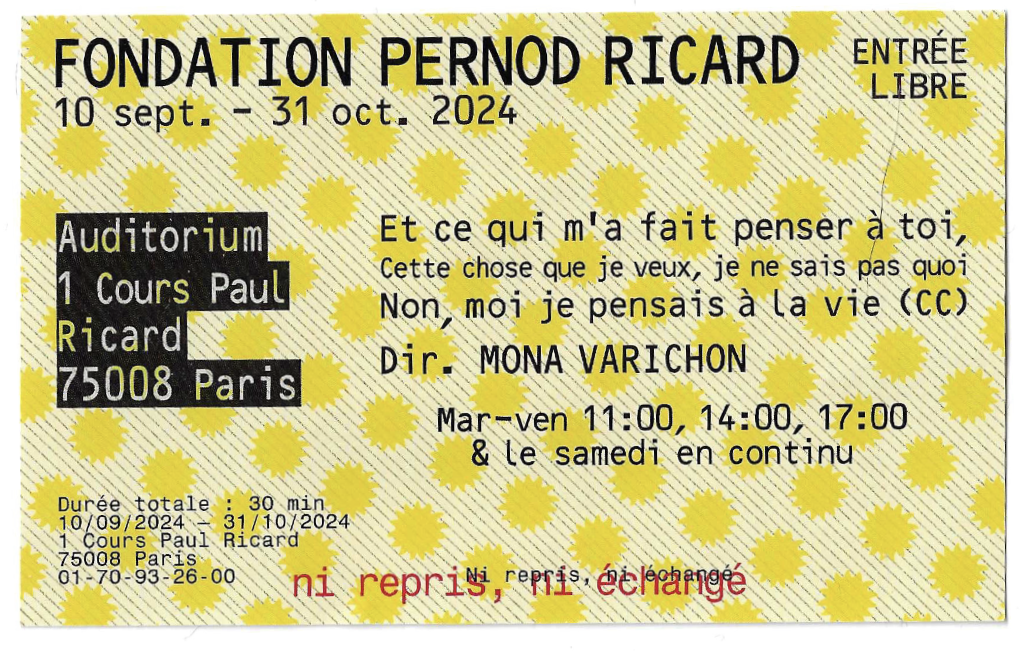 FONDATION PERNOD RICARD
ENTRÉE
LIBRE
10 sept. – 31 oct. 2024
Auditorium
1 Cours Paul
Ricard
75008 Paris
Et ce qui m'a fait penser à toi,
Cette chose que je veux, je ne sais pas quoi
Non, moi je pensais à la vie (CC)
Dir. MONA VARICHON
Mar–ven 11:00, 14:00, 17:00
& le samedi en continu
Durée totale : 30 min
10/09/2024 – 31/10/2024
1 Cours Paul Ricard
75008 Paris
01-70-93-26-00
Ni repris, ni échangé
ni repris, ni échangé